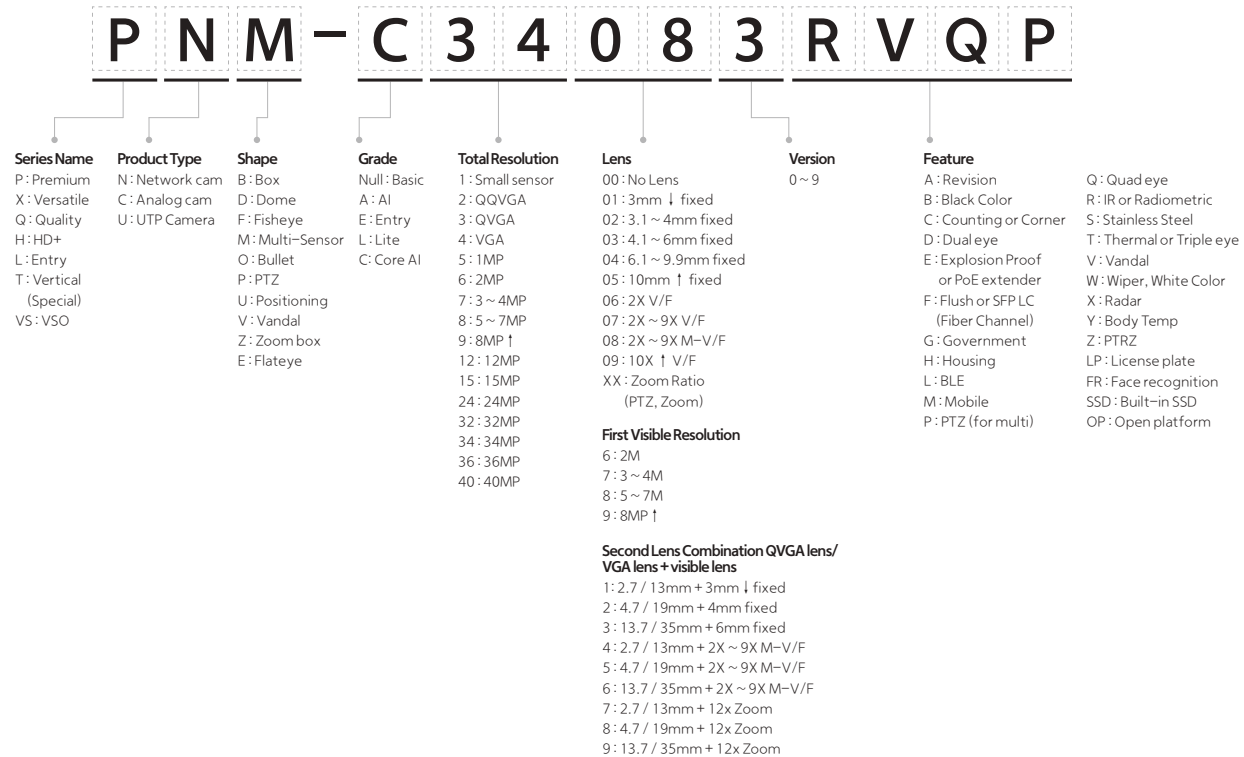 PNM-C34083RVQP
Series Name
P : Premium
X : Versatile
Q : Quality
H : HD+
L : Entry
T : Vertical
(Special)
VS : VSO
Product Type
N : Network cam
C : Analog cam
U : UTP Camera
Shape
B : Box
D : Dome
F : Fisheye
M : Multi-Sensor
O : Bullet
P : PTZ
U : Positioning
V : Vandal
Z : Zoom box
E : Flateye
Grade
Null : Basic
A : AI
E : Entry
L : Lite
C: Core AI
Total Resolution
1 : Small sensor
2 : QQVGA
3 : QVGA
4 : VGA
5 : 1MP
6 : 2MP
7 : 3 ~ 4MP
8 : 5 ~ 7MP
9 : 8MP ↑
12 : 12MP
15 : 15MP
24 : 24MP
32 : 32MP
34 : 34MP
36 : 36MP
40 : 40MP
Lens
00 : No Lens
01 : 3mm ↓ fixed
02 : 3.1 ~ 4mm fixed
03 : 4.1 ~ 6mm fixed
04 : 6.1 ~ 9.9mm fixed
05 : 10mm ↑ fixed
06 : 2X V/F
07 : 2X ~ 9X V/F
08 : 2X ~ 9X M-V/F
09 : 10X ↑ V/F
XX : Zoom Ratio
(PTZ, Zoom)
First Visible Resolution
6 : 2M
7 : 3 ~ 4M
8 : 5 ~ 7M
9 : 8MP ↑
Second Lens Combination QVGA lens/
VGA lens + visible lens
1: 2.7 / 13mm + 3mm ↓ fixed
2 : 4.7 / 19mm + 4mm fixed
3 : 13.7 / 35mm + 6mm fixed
4 : 2.7 / 13mm + 2X ~ 9X M-V/F
5 : 4.7 / 19mm + 2X ~ 9X M-V/F
6 : 13.7 / 35mm + 2X ~ 9X M-V/F
7 : 2.7 / 13mm + 12x Zoom
8 : 4.7 / 19mm + 12x Zoom
9 : 13.7 / 35mm + 12x Zoom
Version
0 ~ 9
Feature
A : Revision
B : Black Color
C : Counting or Corner
D : Dual eye
E : Explosion Proof
or PoE extender
F : Flush or SFP LC
(Fiber Channel)
G : Government
H : Housing
L : BLE
M : Mobile
P : PTZ (for multi)
Q : Quad eye
R : IR or Radiometric
S : Stainless Steel
T : Thermal or Triple eye
V : Vandal
W : Wiper, White Color
X : Radar
Y : Body Temp
Z : PTRZ
LP : License plate
FR : Face recognition
SSD : Built-in SSD
OP : Open platform